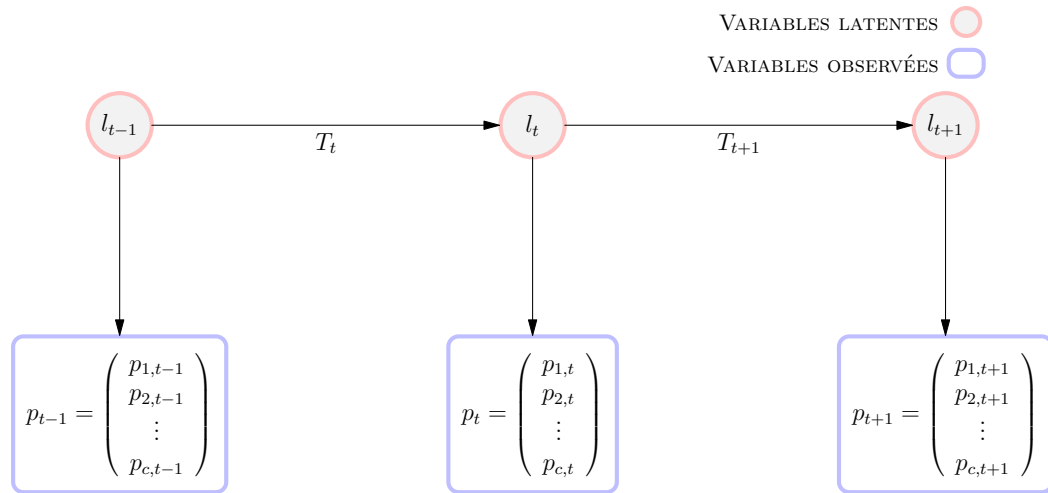 VARIABLES LATENTES
VARIABLES OBSERVÉES
l_{t−1} T_t l_t T_{t+1} l_{t+1}
p_{t−1} = ( p_{1,t−1} p_{2,t−1} ⋮ p_{c,t−1} )
p_t = ( p_{1,t} p_{2,t} ⋮ p_{c,t} )
p_{t+1} = ( p_{1,t+1} p_{2,t+1} ⋮ p_{c,t+1} )